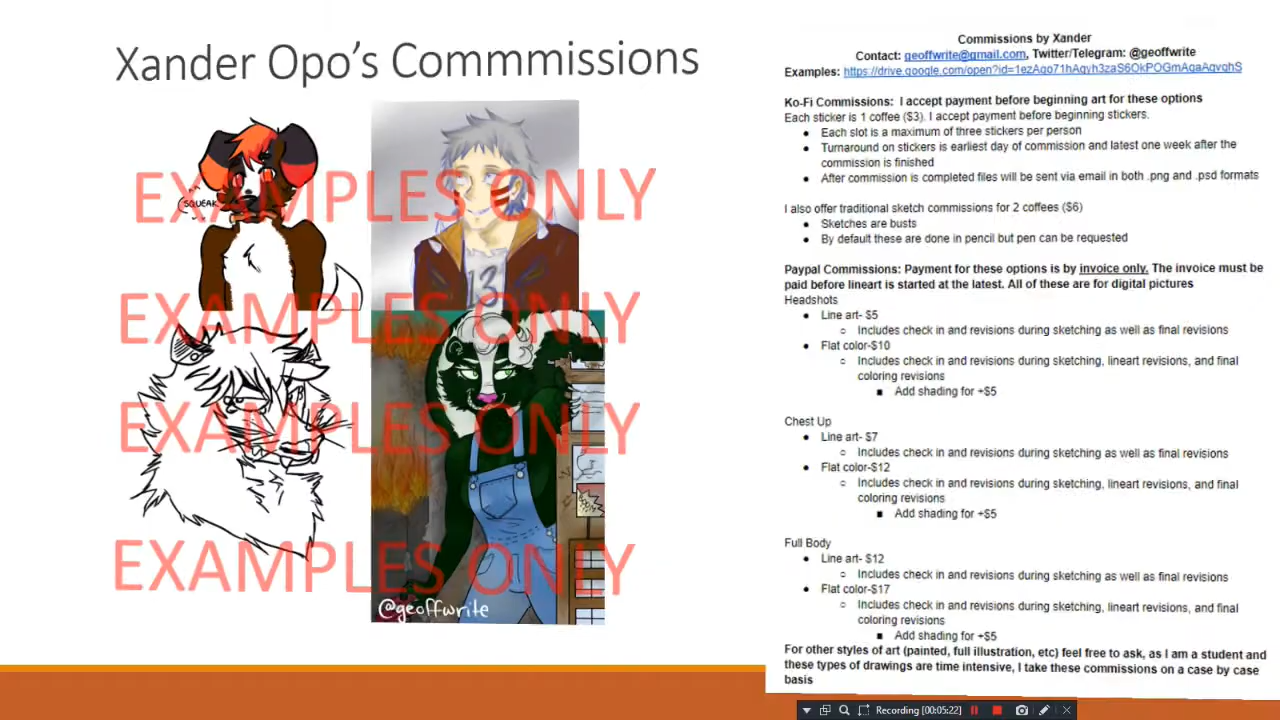 Xander Opo's Commmissions
EXAMPLES ONLY
SQUEAK
13
EXAMPLES ONLY
EXAMPLES ONLY
EXAMPLES ONLY
@geoffwrite
Commissions by Xander
Contact: geoffwrite@gmail.com, Twitter/Telegram: @geoffwrite
Examples:
Ko-Fi Commissions: I accept payment before beginning art for these options
Each sticker is 1 coffee ($3). I accept payment before beginning stickers.
● Each slot is a maximum of three stickers per person
● Turnaround on stickers is earliest day of commission and latest one week after the
commission is finished
● After commission is completed files will be sent via email in both .png and .psd formats
I also offer traditional sketch commissions for 2 coffees ($6)
● Sketches are busts
● By default these are done in pencil but pen can be requested
Paypal Commissions: Payment for these options is by invoice only. The invoice must be
paid before lineart is started at the latest. All of these are for digital pictures
Headshots
● Line art- $5
○ Includes check in and revisions during sketching as well as final revisions
● Flat color-$10
○ Includes check in and revisions during sketching, lineart revisions, and final
coloring revisions
■ Add shading for +$5
Chest Up
● Line art- $7
○ Includes check in and revisions during sketching as well as final revisions
● Flat color-$12
○ Includes check in and revisions during sketching, lineart revisions, and final
coloring revisions
■ Add shading for +$5
Full Body
● Line art- $12
○ Includes check in and revisions during sketching as well as final revisions
● Flat color-$17
○ Includes check in and revisions during sketching, lineart revisions, and final
coloring revisions
■ Add shading for +$5
For other styles of art (painted, full illustration, etc) feel free to ask, as I am a student and
these types of drawings are time intensive, I take these commissions on a case by case
basis
Recording [00:05:22]